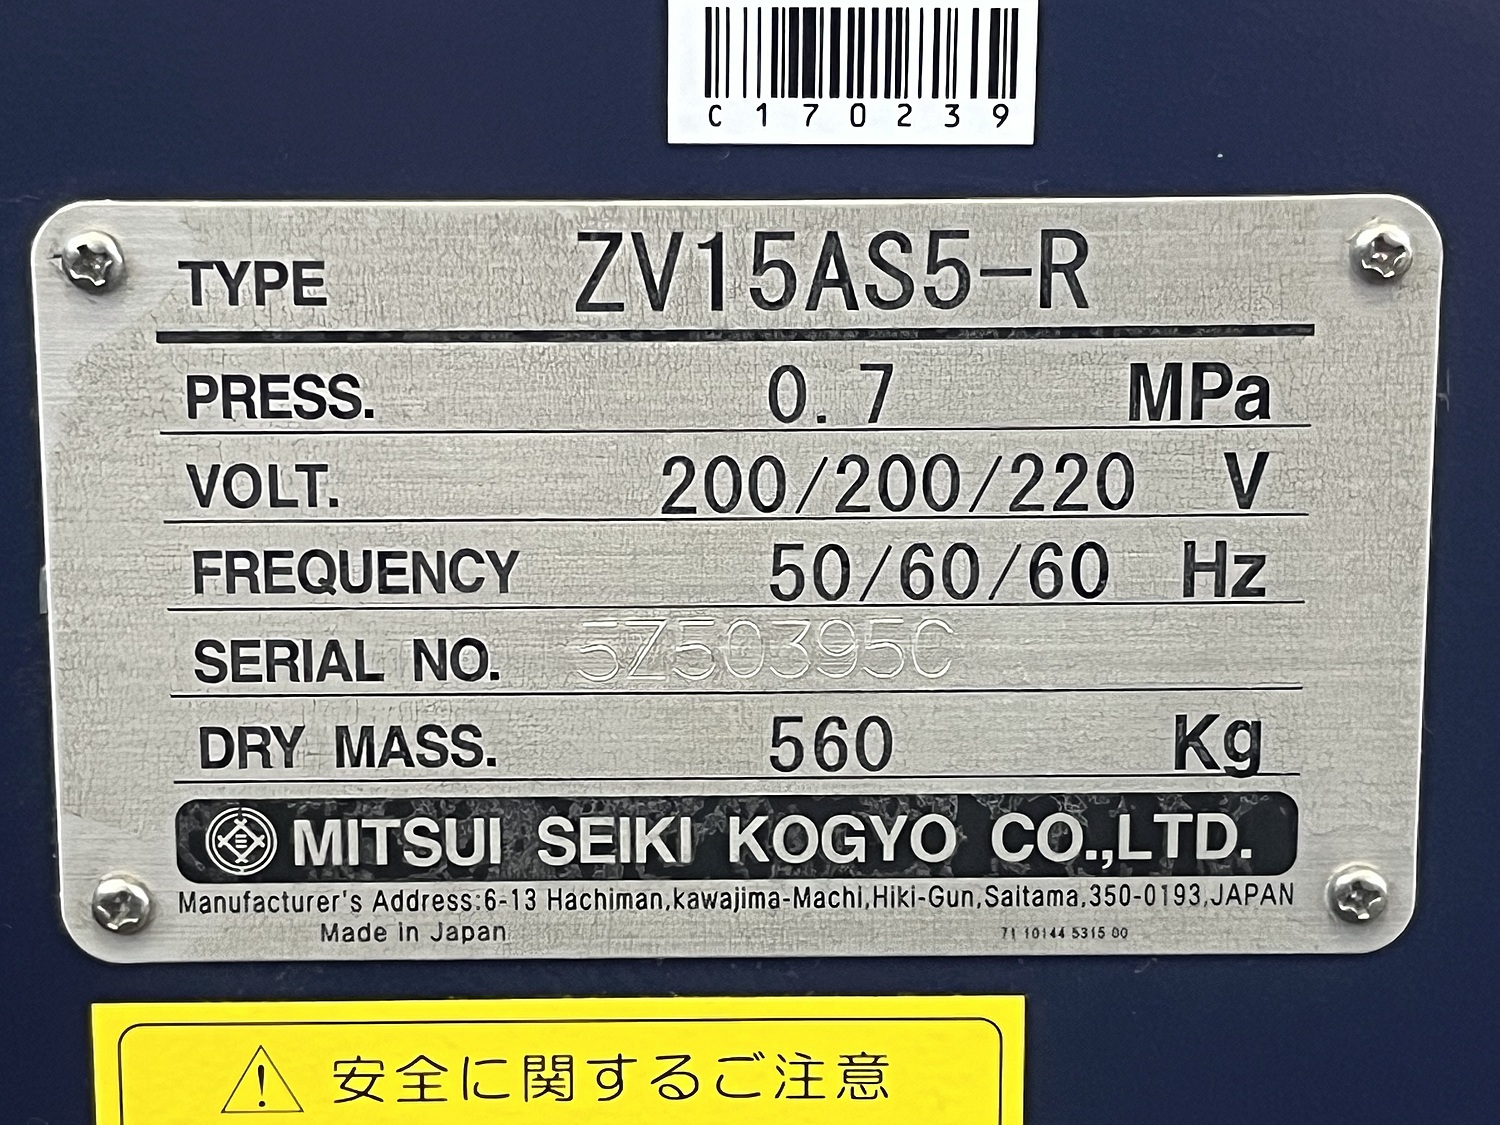 C170239
TYPE ZV15AS5-R
PRESS. 0.7 MPa
VOLT. 200/200/220 V
FREQUENCY 50/60/60 Hz
SERIAL NO. 5Z50395C
DRY MASS. 560 Kg
MITSUI SEIKI KOGYO CO.,LTD.
Manufacturer's Address:6-13 Hachiman,kawajima-Machi,Hiki-Gun,Saitama,350-0193,JAPAN
Made in Japan 71 10144 5315 00
安全に関するご注意